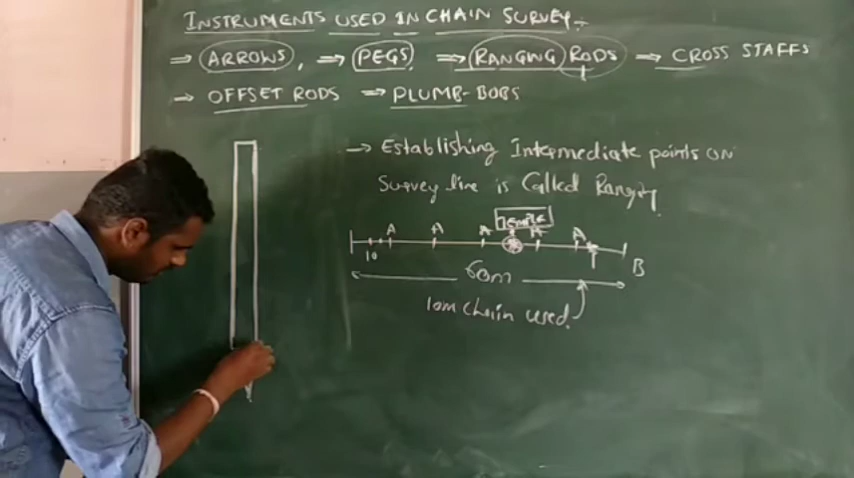 INSTRUMENTS USED IN CHAIN SURVEY.
⇒ ARROWS, ⇒ PEGS ⇒ RANGING RODS → CROSS STAFFS
→ OFFSET RODS ⇒ PLUMB-BOBS
→ Establishing Intermediate points on
Survey line is Called Ranging.
Temple
A A A A A
10
B
60m
10m chain used.